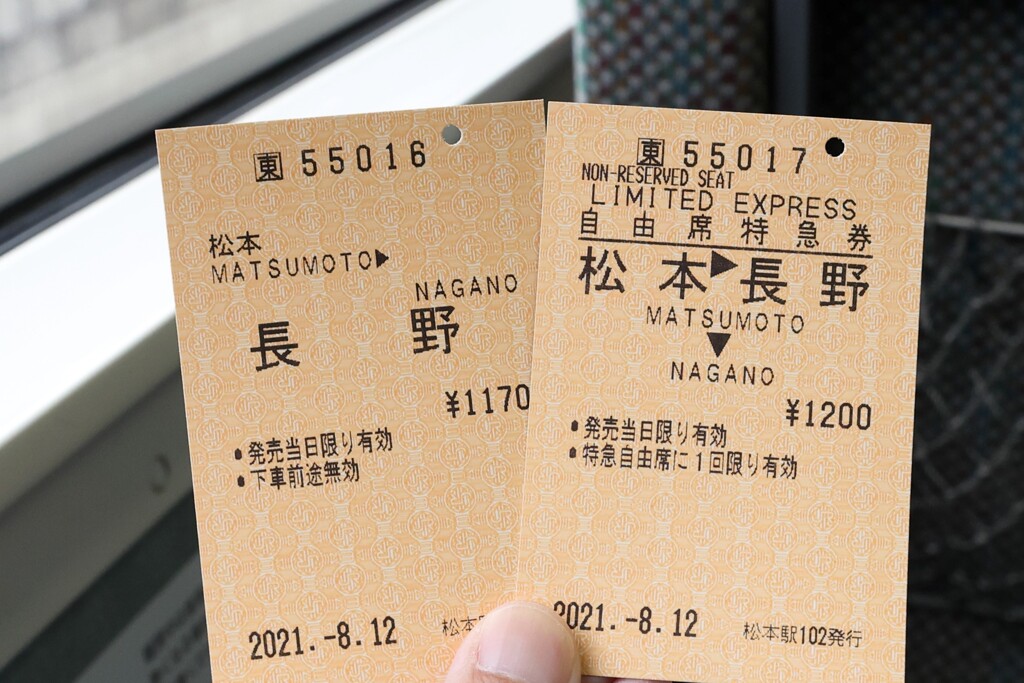 東 55016
松本
MATSUMOTO▶
NAGANO
長野
¥1170
●発売当日限り有効
●下車前途無効
2021.-8.12
松本
東 55017
NON-RESERVED SEAT
LIMITED EXPRESS
自由席特急券
松本▶長野
MATSUMOTO
▼
NAGANO
¥1200
●発売当日限り有効
●特急自由席に1回限り有効
2021.-8.12
松本駅102発行